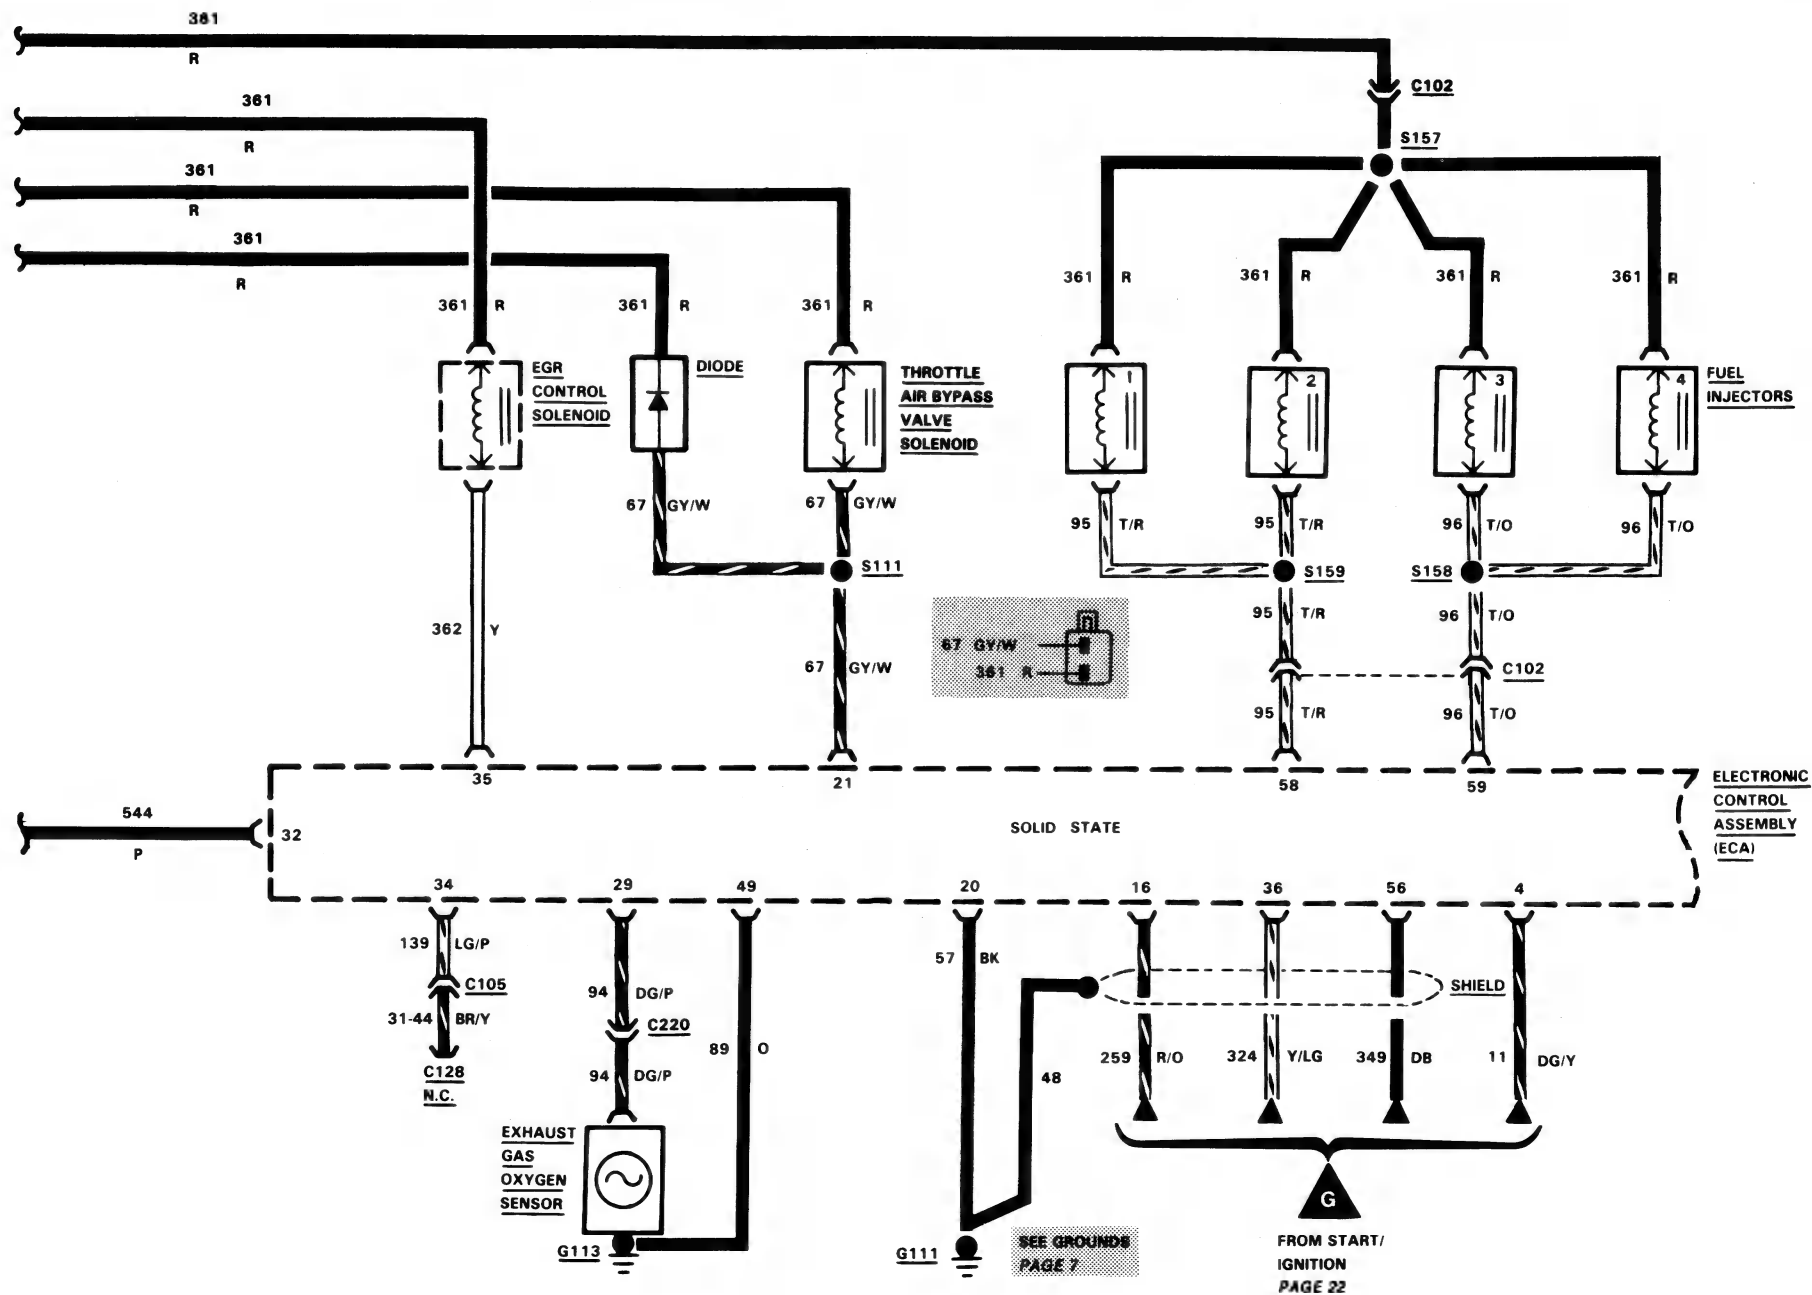 361
R
C102
361
R
S157
361
R
361
R
361 R
361 R
361 R
361 R
361 R
361 R
361 R
EGR
CONTROL
SOLENOID
DIODE
THROTTLE
AIR BYPASS
VALVE
SOLENOID
1
2
3
4
FUEL
INJECTORS
67 GY/W
67 GY/W
95 T/R
95 T/R
96 T/O
96 T/O
S111
S159
S158
362 Y
67 GY/W
67 GY/W
361 R
95 T/R
96 T/O
C102
95 T/R
96 T/O
35
21
58
59
ELECTRONIC
CONTROL
ASSEMBLY
(ECA)
544
P
32
SOLID STATE
34
29
49
20
16
36
56
4
139 LG/P
C105
31-44 BR/Y
C128
N.C.
94 DG/P
C220
94 DG/P
89 O
57 BK
48
SHIELD
259 R/O
324 Y/LG
349 DB
11 DG/Y
EXHAUST
GAS
OXYGEN
SENSOR
G113
G111
SEE GROUNDS
PAGE 7
G
FROM START/
IGNITION
PAGE 22